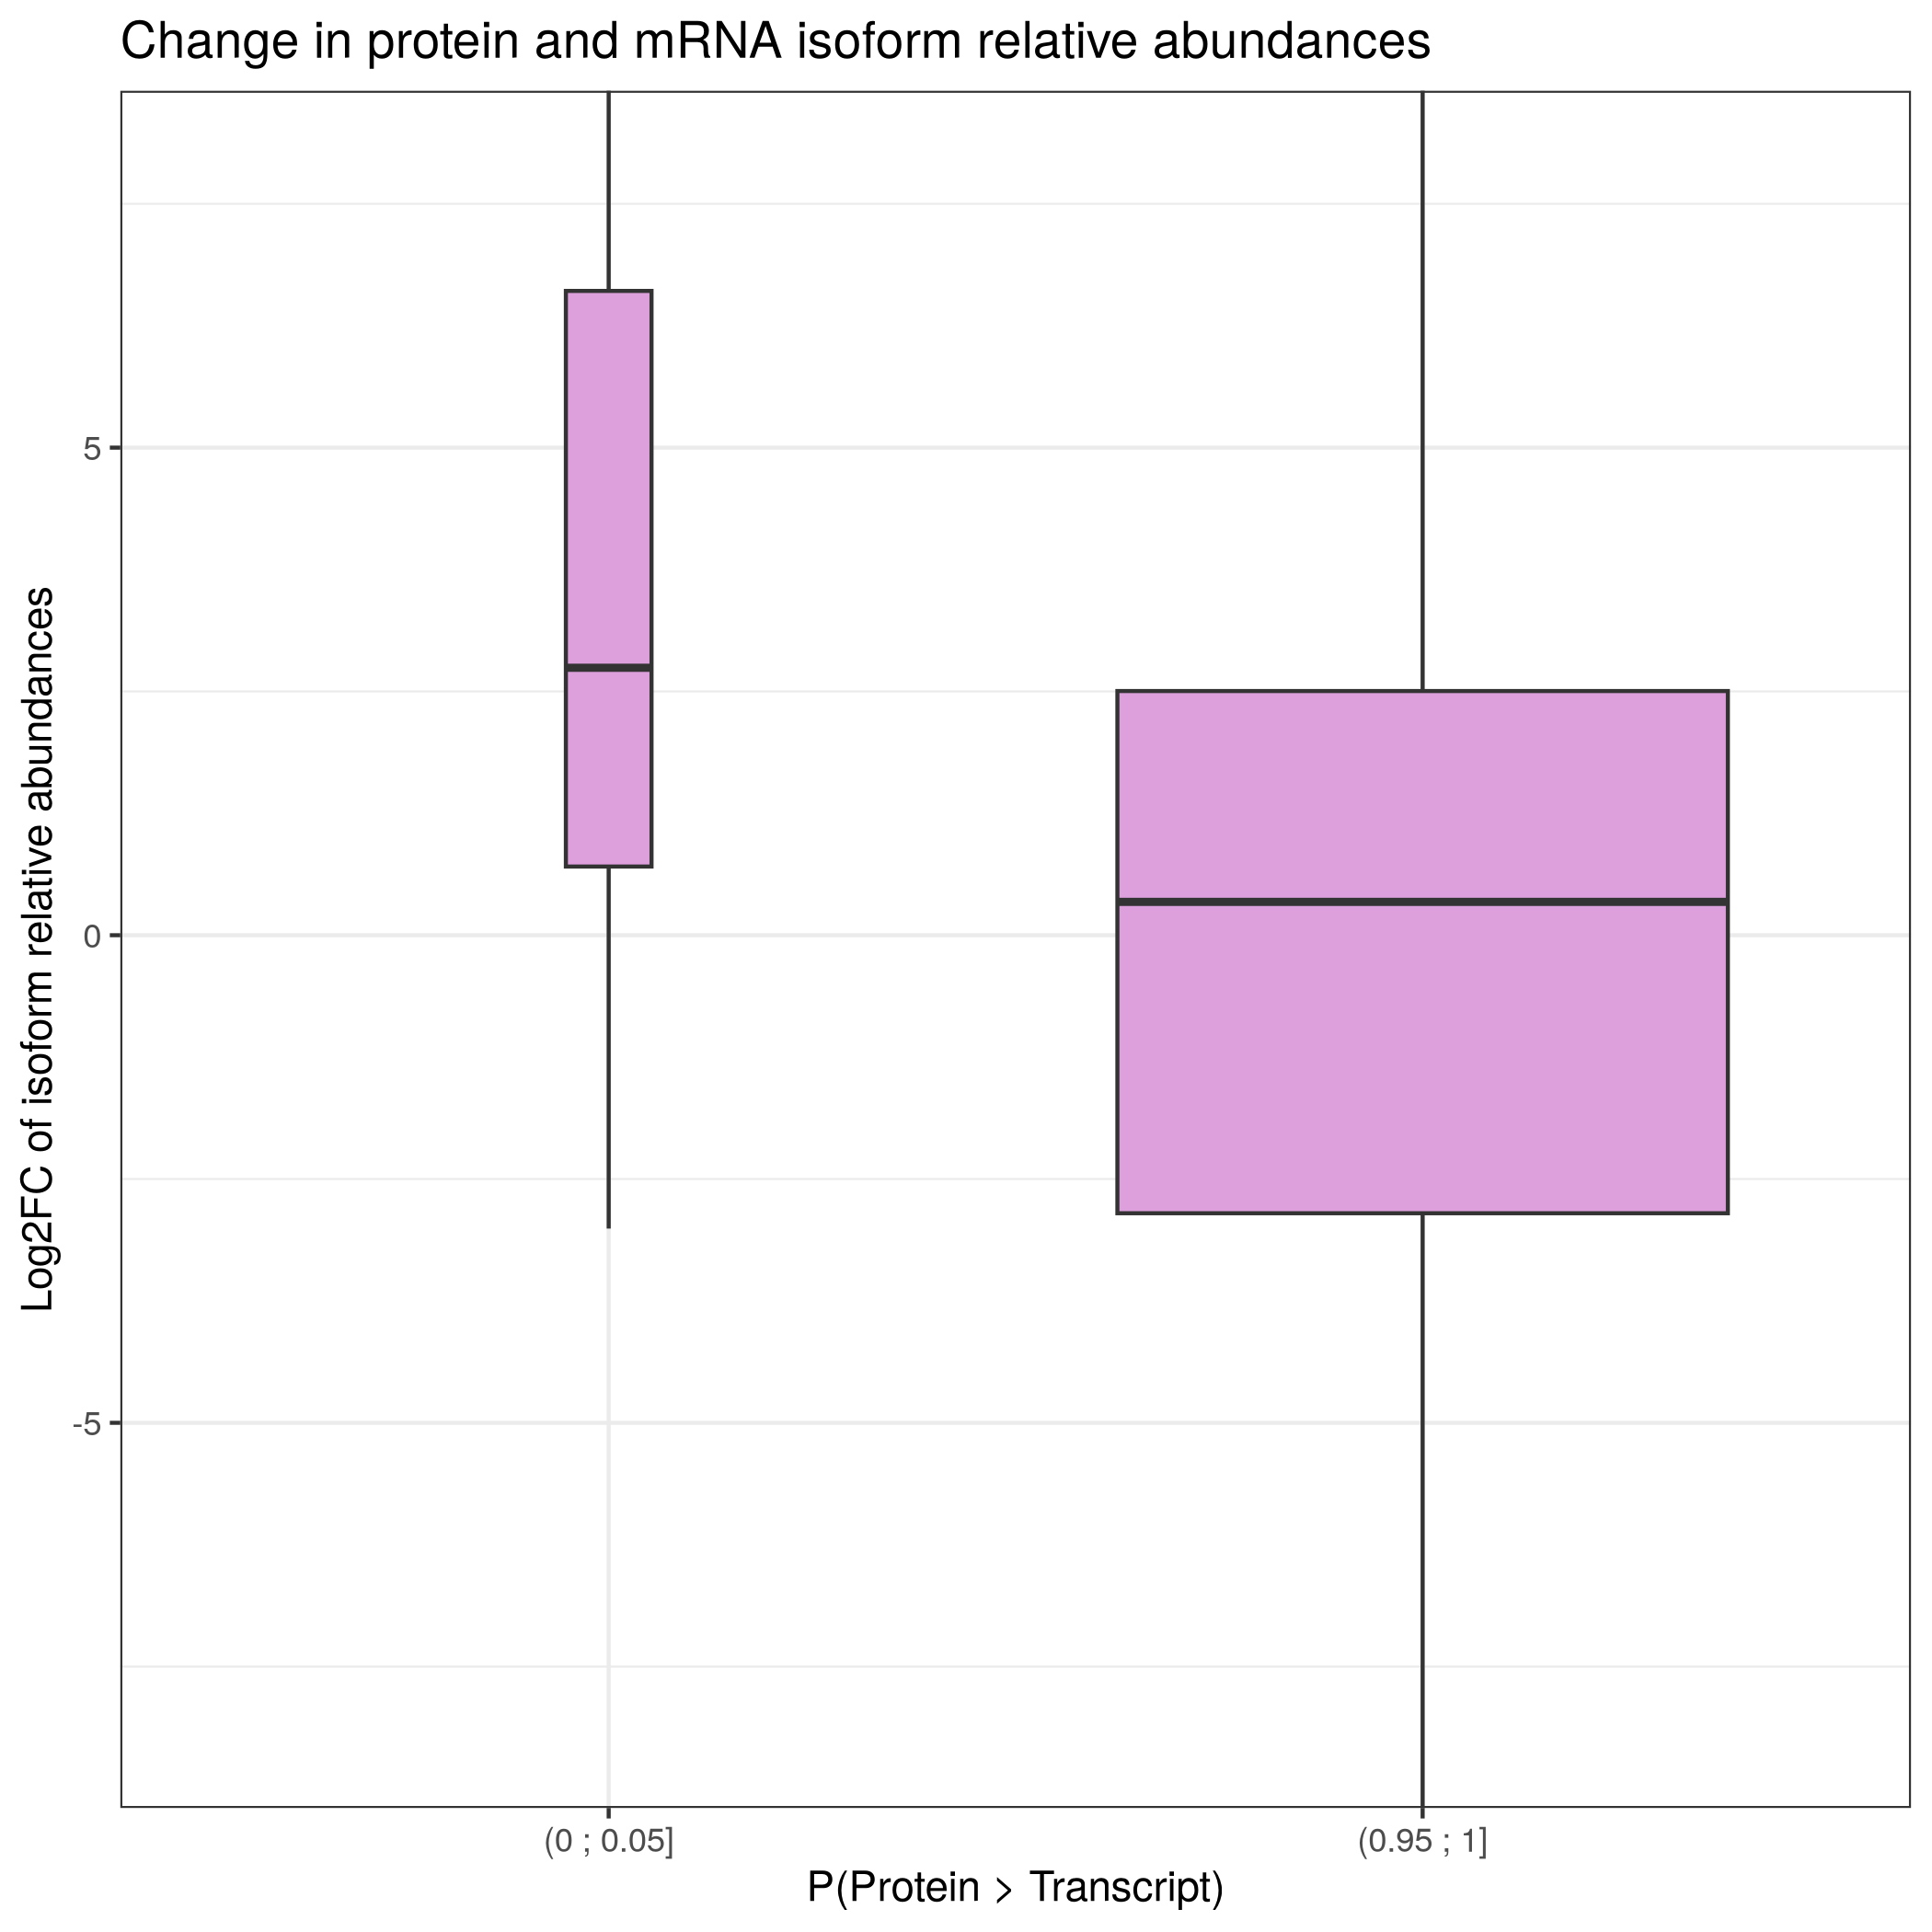 Change in protein and mRNA isoform relative abundances
Log2FC of isoform relative abundances
5
0
-5
(0 ; 0.05]
(0.95 ; 1]
P(Protein > Transcript)